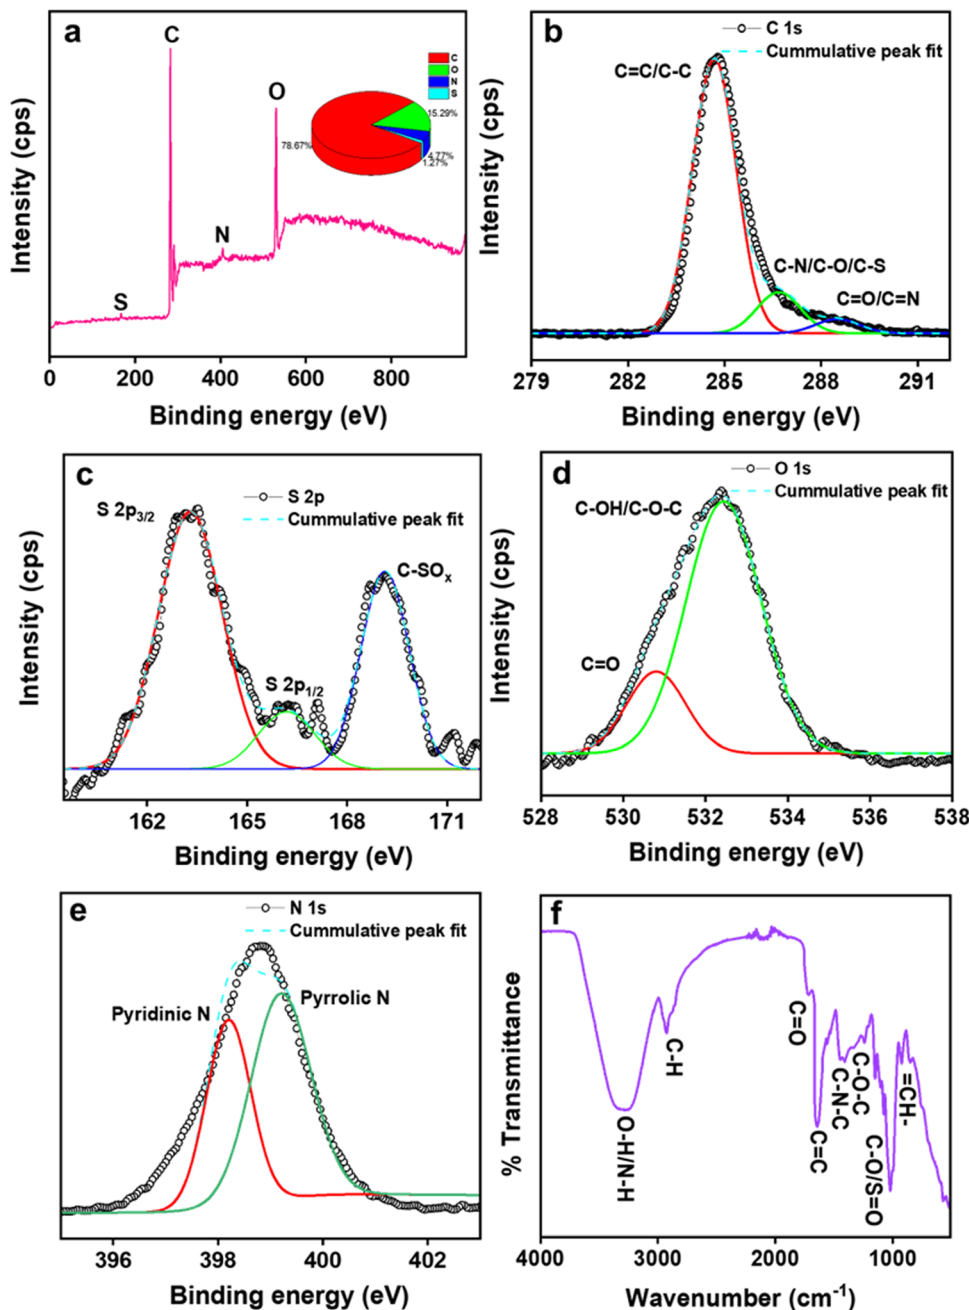 a
C
O
N
S
C
O
N
S
15.29%
78.67%
4.77%
1.27%
Intensity (cps)
0 200 400 600 800
Binding energy (eV)
b
C 1s
Cummulative peak fit
C=C/C-C
C-N/C-O/C-S
C=O/C=N
Intensity (cps)
279 282 285 288 291
Binding energy (eV)
c
S 2p
Cummulative peak fit
S 2p3/2
S 2p1/2
C-SOx
Intensity (cps)
162 165 168 171
Binding energy (eV)
d
O 1s
Cummulative peak fit
C-OH/C-O-C
C=O
Intensity (cps)
528 530 532 534 536 538
Binding energy (eV)
e
N 1s
Cummulative peak fit
Pyridinic N
Pyrrolic N
Intensity (cps)
396 398 400 402
Binding energy (eV)
f
O-H/N-H
C-H
C=O
C=C
C-N-C
C-O-C
C-O/S=O
=CH-
% Transmittance
4000 3000 2000 1000
Wavenumber (cm-1)